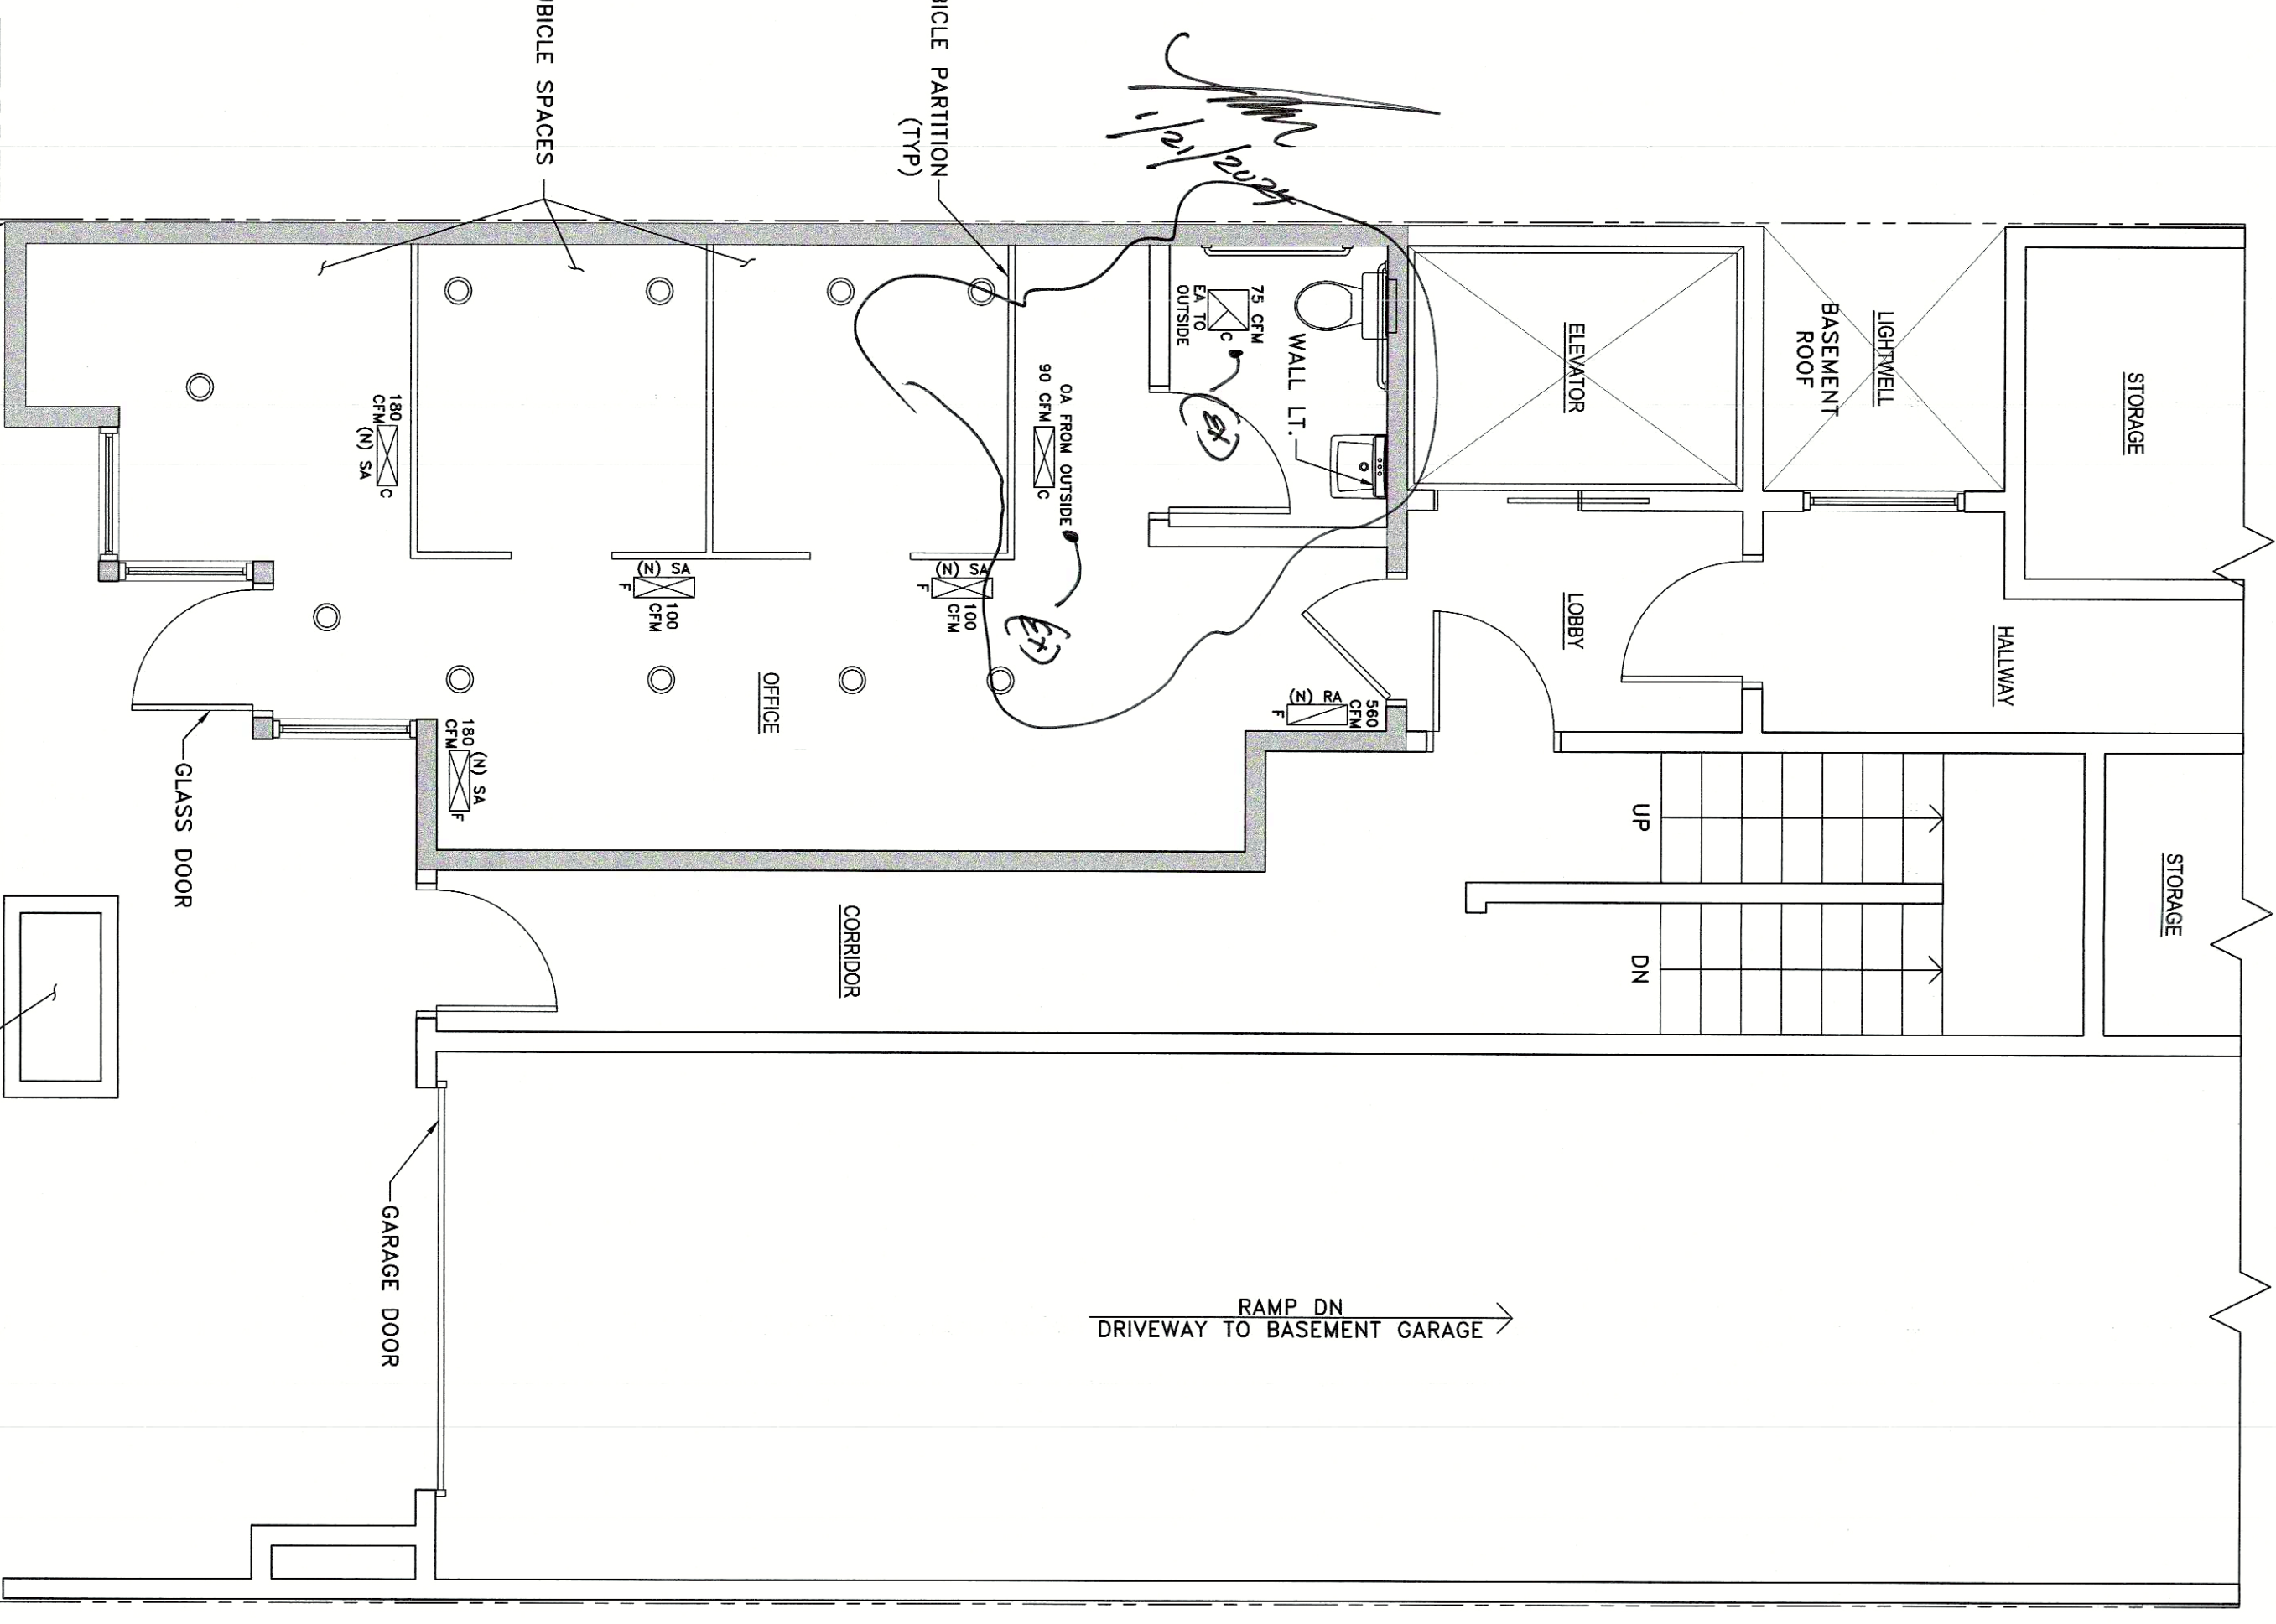 STORAGE
LIGHTWELL
BASEMENT
ROOF
ELEVATOR
HALLWAY
LOBBY
STORAGE
UP
DN
1/21/2024
PARTITION
(TYP)
75 CFM
C
EA TO
OUTSIDE
WALL LT.
(EX)
OA FROM OUTSIDE
90 CFM
C
(EX)
560
CFM
(N) RA
F
SPACES
180
CFM
(N) SA
C
(N) SA
F
100
CFM
(N) SA
F
100
CFM
OFFICE
180
CFM
(N) SA
F
GLASS DOOR
CORRIDOR
GARAGE DOOR
RAMP DN
DRIVEWAY TO BASEMENT GARAGE